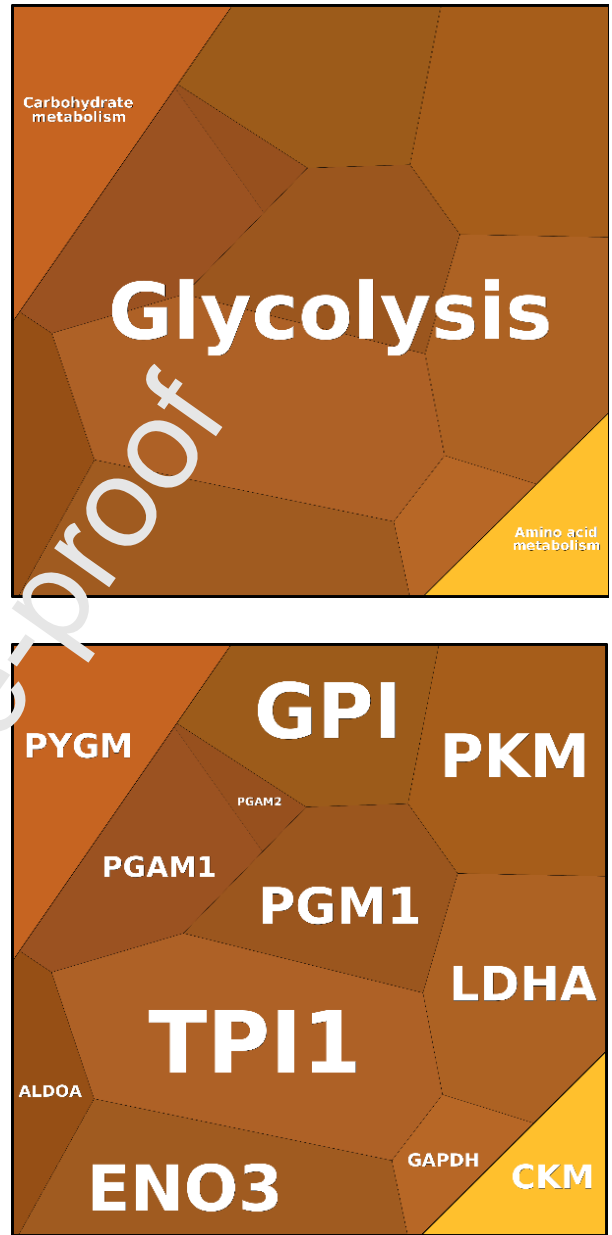 Carbohydrate
metabolism
Glycolysis
Amino acid
metabolism
-proof
GPI
PYGM
PKM
PGAM2
PGAM1
PGM1
LDHA
TPI1
ALDOA
GAPDH
CKM
ENO3